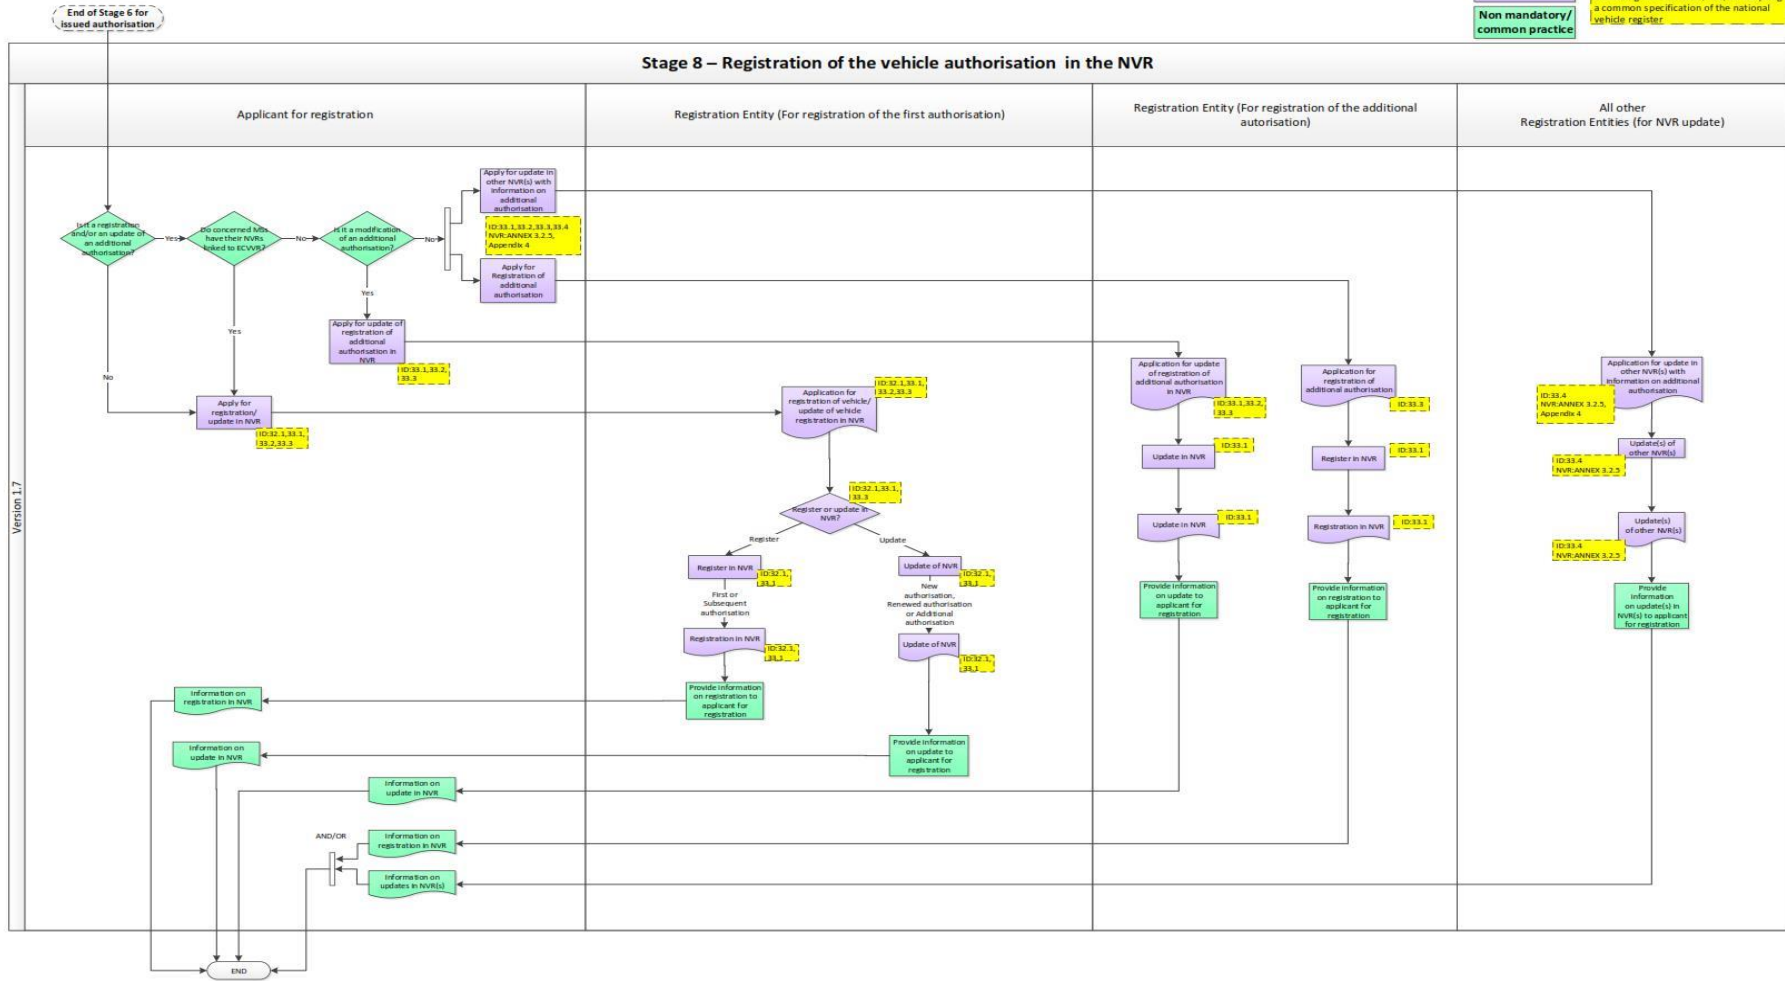 End of Stage 6 for
issued authorisation
Non mandatory/
common practice
a common specification of the national
vehicle register
Stage 8 – Registration of the vehicle authorisation in the NVR
Version 1.7
Applicant for registration
Registration Entity (For registration of the first authorisation)
Registration Entity (For registration of the additional
autorisation)
All other
Registration Entities (for NVR update)
Is it a registration
and/or an update of
an additional
authorisation?
Yes
Do concerned MSs
have their NVRs
linked to ECVVR?
No
Is it a modification
of an additional
authorisation?
No
Apply for update in
other NVR(s) with
information on
additional
authorisation
ID:33.1,33.2,33.3,33.4
NVR:ANNEX 3.2.5,
Appendix 4
Apply for
Registration of
additional
authorisation
Yes
Apply for update of
registration of
additional
authorisation in
NVR
ID:33.1,33.2,
33.3
Yes
No
Apply for
registration/
update in NVR
ID:32.1,33.1,
33.2,33.3
Application for
registration of vehicle/
update of vehicle
registration in NVR
ID:32.1,33.1,
33.2,33.3
Register or update in
NVR?
ID:32.1,33.1,
33.3
Register
Update
Register in NVR
ID:32.1,
33.1
First or
Subsequent
authorisation
Registration in NVR
ID:32.1,
33.1
Provide information
on registration to
applicant for
registration
Update of NVR
ID:32.1,
33.1
New
authorisation,
Renewed authorisation
or Additional
authorisation
Update of NVR
ID:32.1,
33.1
Provide information
on update to
applicant for
registration
Application for update
of registration of
additional authorisation
in NVR
ID:33.1,33.2,
33.3
Update in NVR
ID:33.1
Update in NVR
ID:33.1
Provide information
on update to
applicant for
registration
Application for
registration of
additional authorisation
ID:33.3
Register in NVR
ID:33.1
Registration in NVR
ID:33.1
Provide information
on registration to
applicant for
registration
Application for update in
other NVR(s) with
information on additional
authorisation
ID:33.4
NVR:ANNEX 3.2.5,
Appendix 4
Update(s) of
other NVR(s)
ID:33.4
NVR:ANNEX 3.2.5
Update(s)
of other NVR(s)
ID:33.4
NVR:ANNEX 3.2.5
Provide
information
on update(s) in
NVR(s) to applicant
for registration
Information on
registration in NVR
Information on
update in NVR
Information on
update in NVR
AND/OR
Information on
registration in NVR
Information on
updates in NVR(s)
END